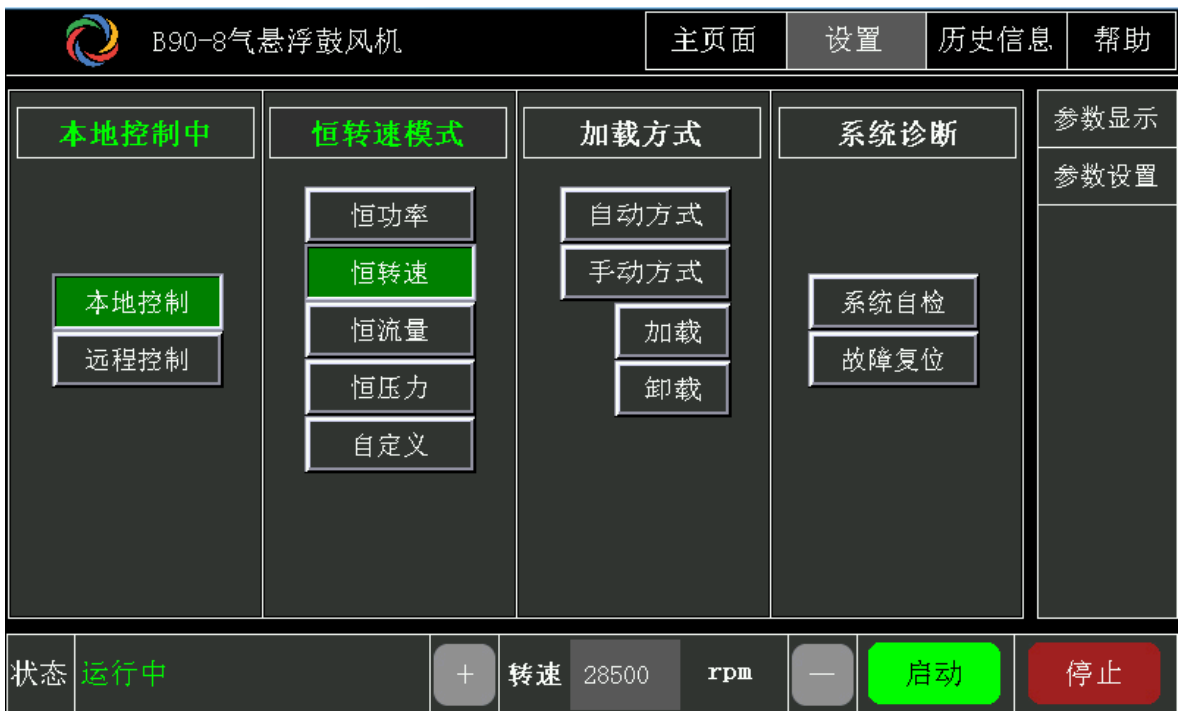 B90-8气悬浮鼓风机 主页面 设置 历史信息 帮助
本地控制中 恒转速模式 加载方式 系统诊断 参数显示
参数设置
恒功率 自动方式
恒转速 手动方式
本地控制 系统自检
恒流量 加载
远程控制 故障复位
恒压力 卸载
自定义
状态 运行中 + 转速 28500 rpm — 启动 停止